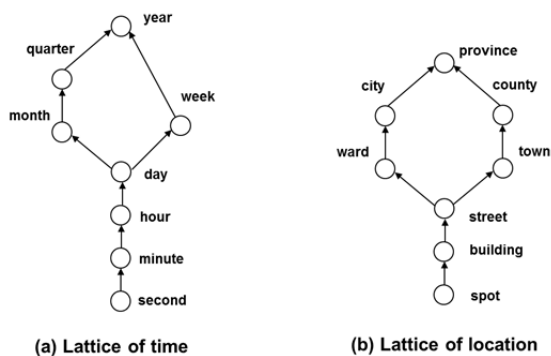 year
quarter
week
month
day
hour
minute
second
(a) Lattice of time
province
city
county
ward
town
street
building
spot
(b) Lattice of location